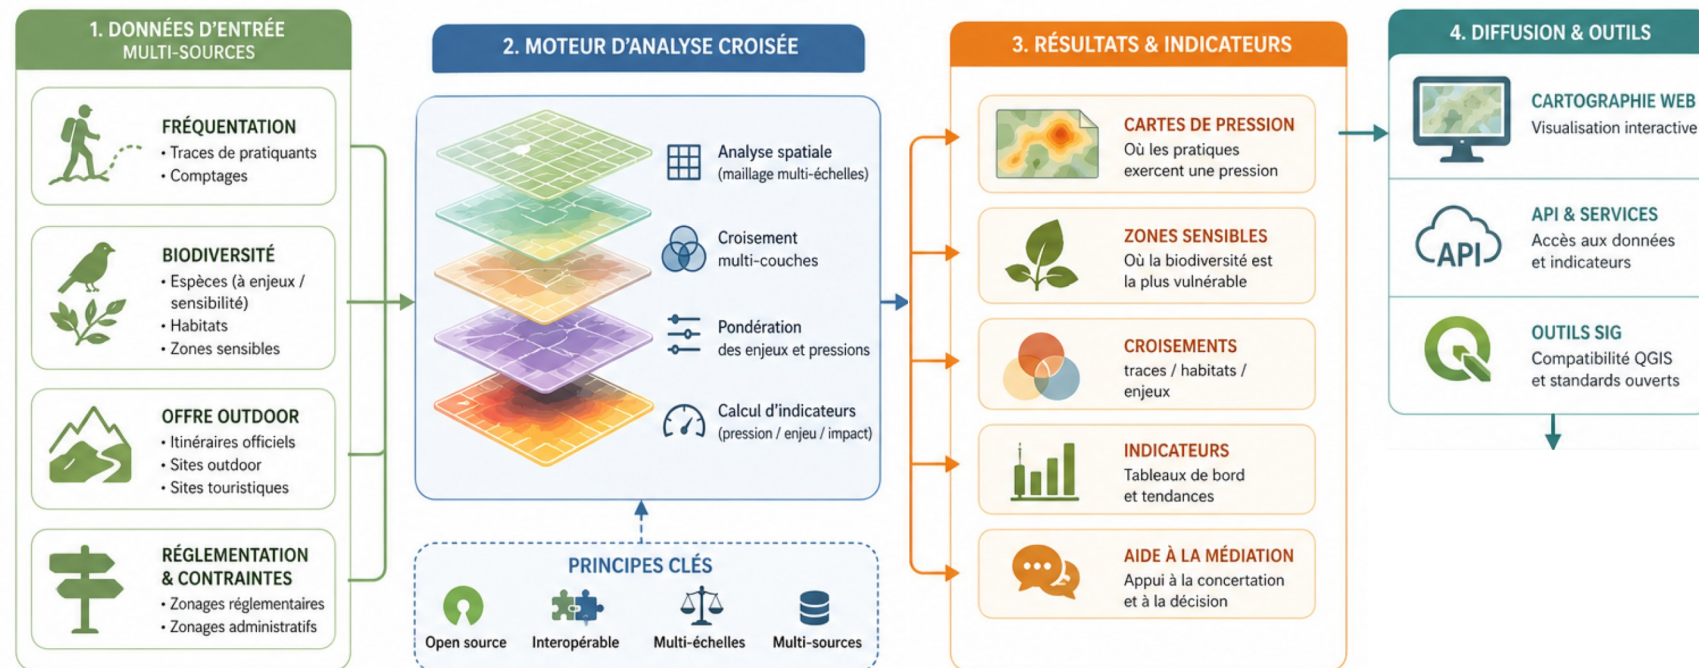 1. DONNÉES D'ENTRÉE
MULTI-SOURCES
FRÉQUENTATION
• Traces de pratiquants
• Comptages
BIODIVERSITÉ
• Espèces (à enjeux /
sensibilité)
• Habitats
• Zones sensibles
OFFRE OUTDOOR
• Itinéraires officiels
• Sites outdoor
• Sites touristiques
RÉGLEMENTATION
& CONTRAINTES
• Zonages réglementaires
• Zonages administratifs
2. MOTEUR D'ANALYSE CROISÉE
Analyse spatiale
(maillage multi-échelles)
Croisement
multi-couches
Pondération
des enjeux et pressions
Calcul d'indicateurs
(pression / enjeu / impact)
PRINCIPES CLÉS
Open source
Interopérable
Multi-échelles
Multi-sources
3. RÉSULTATS & INDICATEURS
CARTES DE PRESSION
Où les pratiques
exercent une pression
ZONES SENSIBLES
Où la biodiversité est
la plus vulnérable
CROISEMENTS
traces / habitats /
enjeux
INDICATEURS
Tableaux de bord
et tendances
AIDE À LA MÉDIATION
Appui à la concertation
et à la décision
4. DIFFUSION & OUTILS
CARTOGRAPHIE WEB
Visualisation interactive
API
API & SERVICES
Accès aux données
et indicateurs
OUTILS SIG
Compatibilité QGIS
et standards ouverts